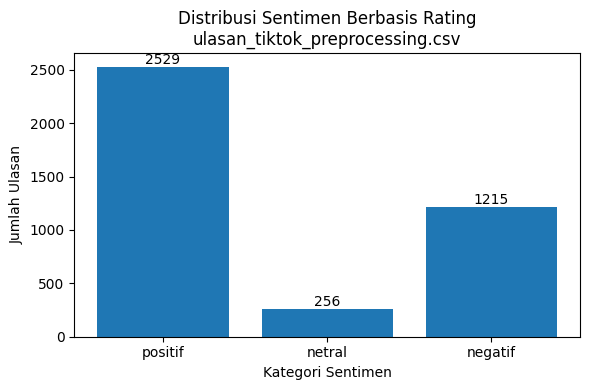 Distribusi Sentimen Berbasis Rating
ulasan_tiktok_preprocessing.csv
2529
2500
2000
1500
1215
1000
500
256
0
Jumlah Ulasan
positif
netral
negatif
Kategori Sentimen